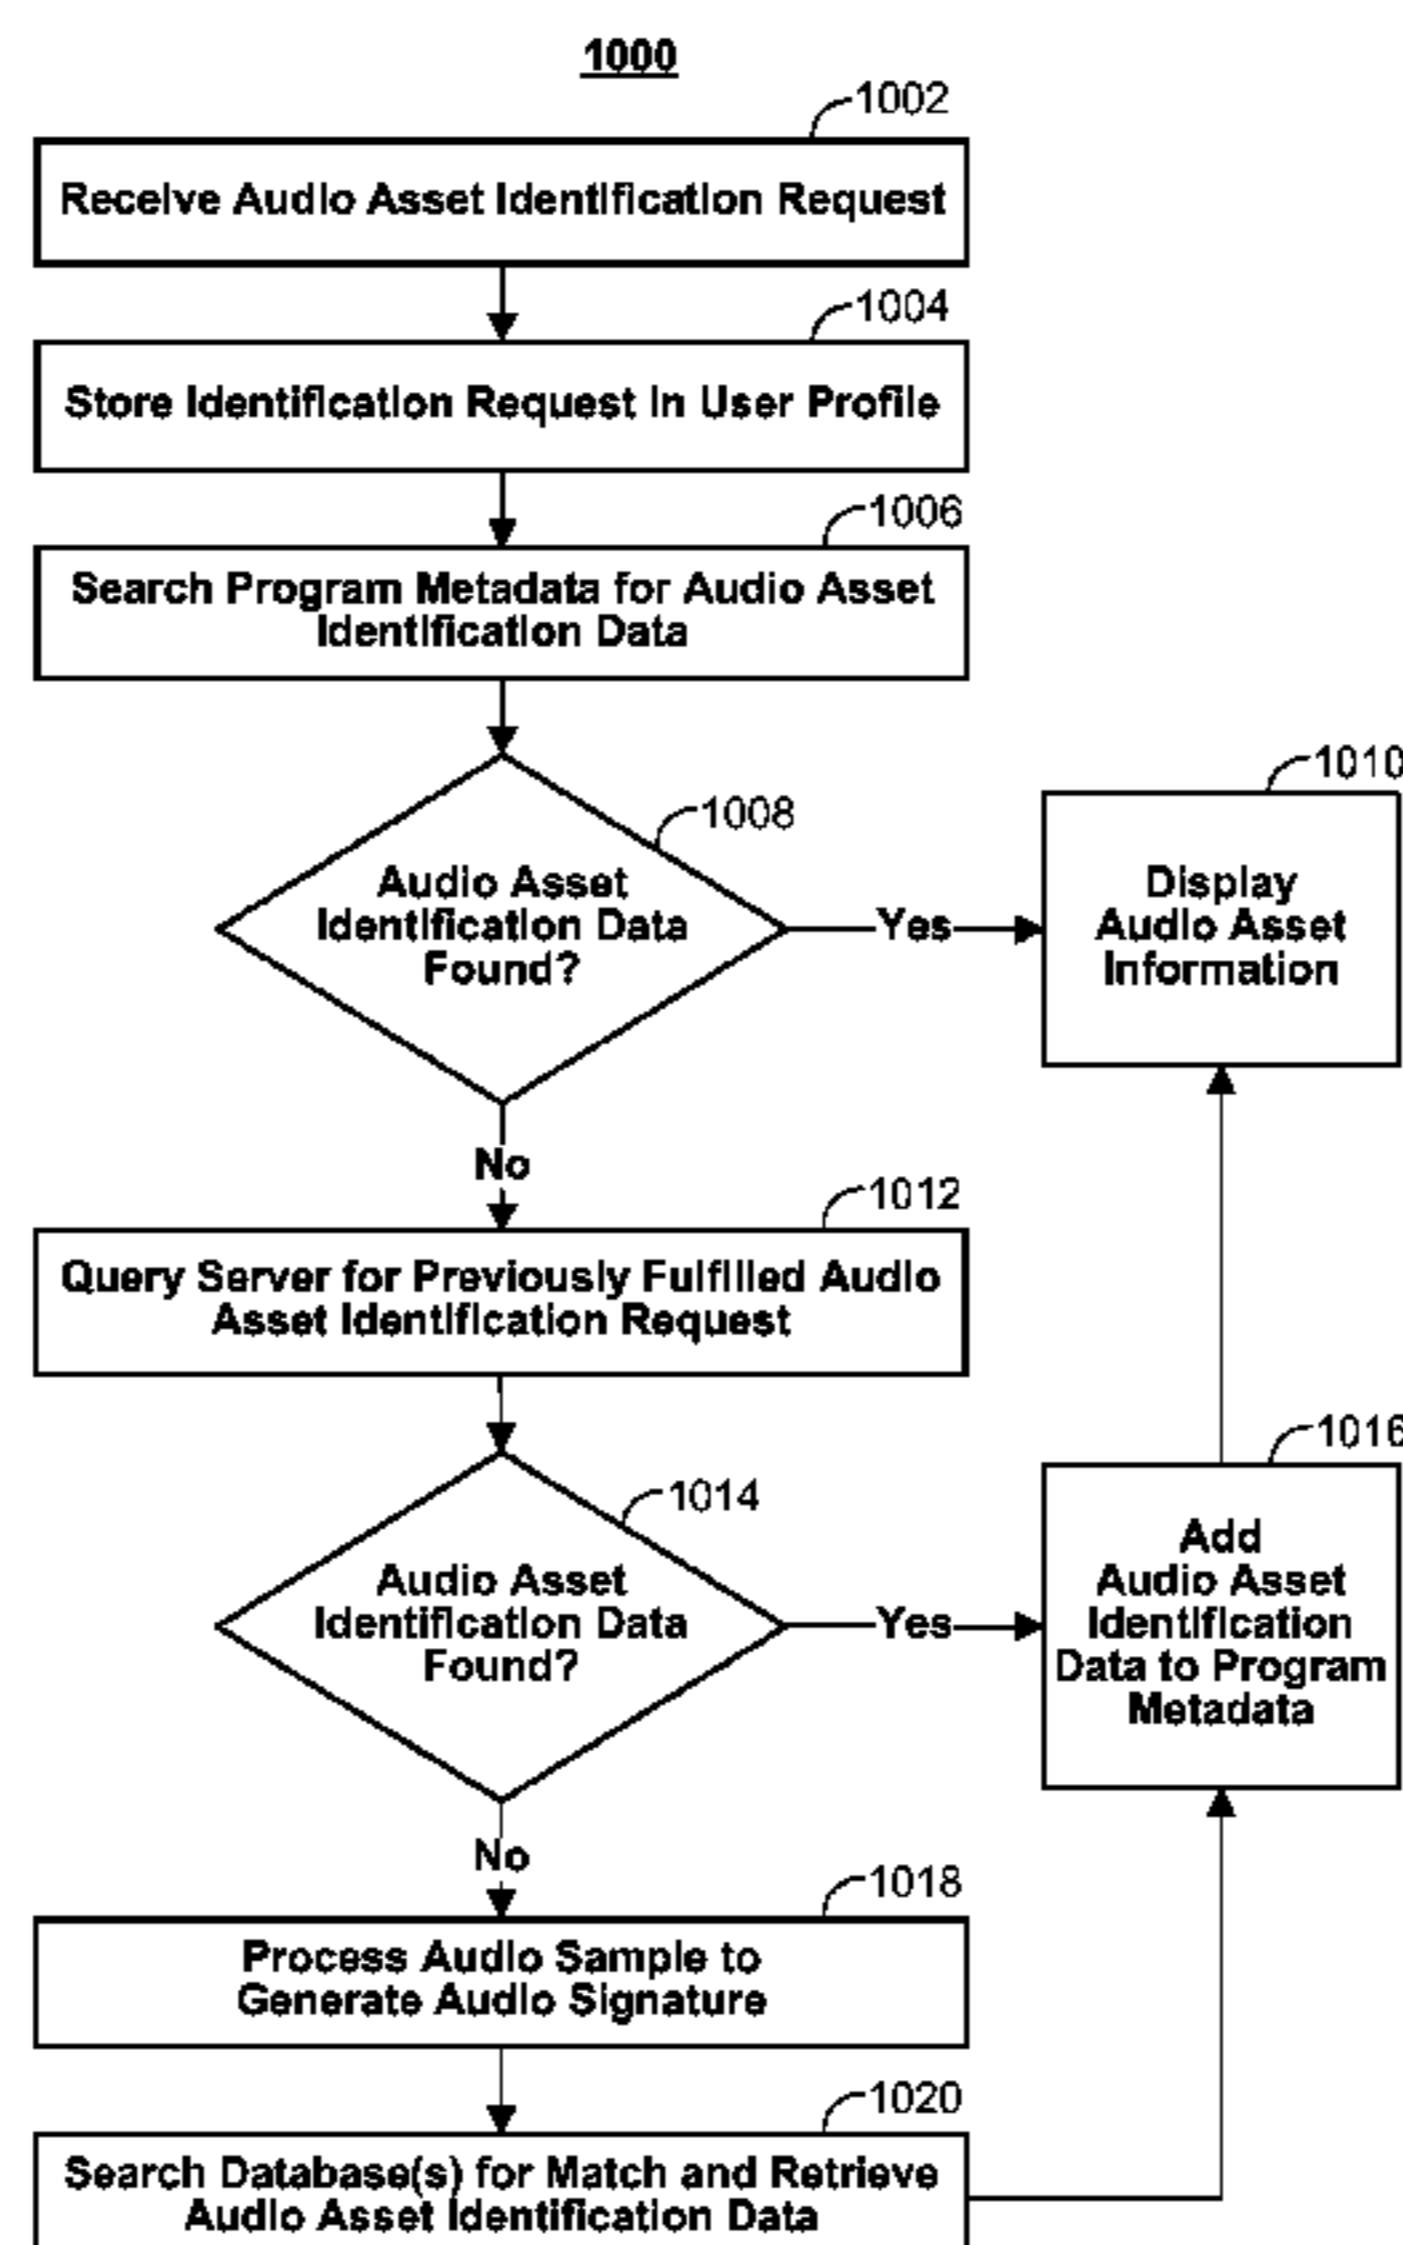 1000
1002
Receive Audio Asset Identification Request
1004
Store Identification Request in User Profile
1006
Search Program Metadata for Audio Asset
Identification Data
1008
Audio Asset
Identification Data
Found?
Yes
1010
Display
Audio Asset
Information
No
1012
Query Server for Previously Fulfilled Audio
Asset Identification Request
1014
Audio Asset
Identification Data
Found?
Yes
1016
Add
Audio Asset
Identification
Data to Program
Metadata
No
1018
Process Audio Sample to
Generate Audio Signature
1020
Search Database(s) for Match and Retrieve
Audio Asset Identification Data